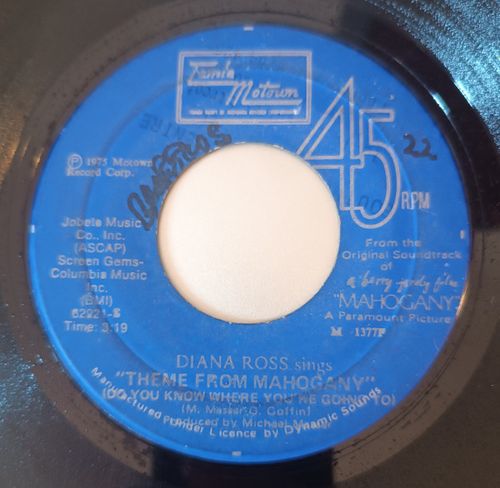 Tamla
Motown
45
RPM
22
Ⓟ 1975 Motown
Record Corp.
Jobete Music
Co., Inc.
(ASCAP)
Screen Gems-
Columbia Music
Inc.
(BMI)
62921-S
Time: 3:19
From the
Original Soundtrack of
a berry gordy film
"MAHOGANY"
A Paramount Picture
M 1377F
DIANA ROSS sings
"THEME FROM MAHOGANY"
(DO YOU KNOW WHERE YOU'RE GOING TO)
(M. Masser-G. Goffin)
Produced by Michael Masser
Manufactured Under Licence by Dynamic Sounds